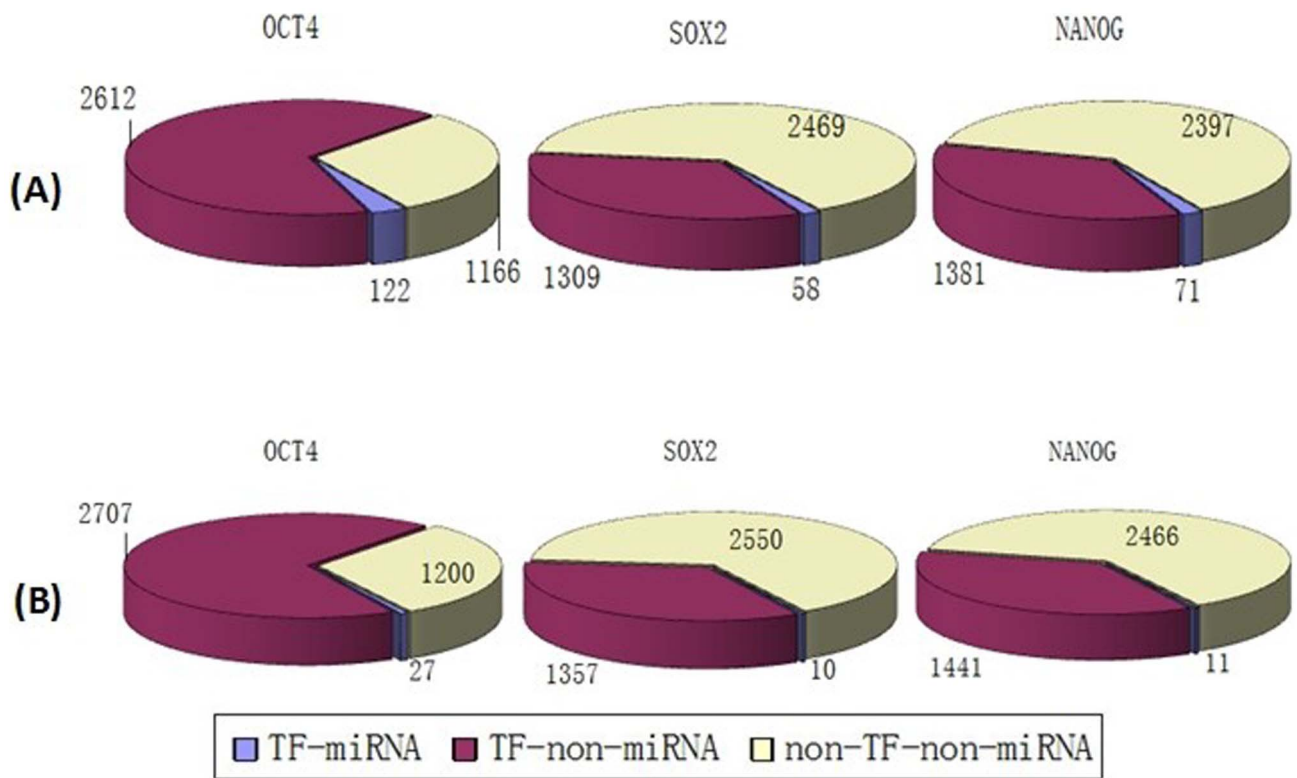 OCT4 SOX2 NANOG
2612 2469 2397
(A)
122 1166 1309 58 1381 71
OCT4 SOX2 NANOG
2707 1200 2550 2466
(B)
27 1357 10 1441 11
TF-miRNA TF-non-miRNA non-TF-non-miRNA